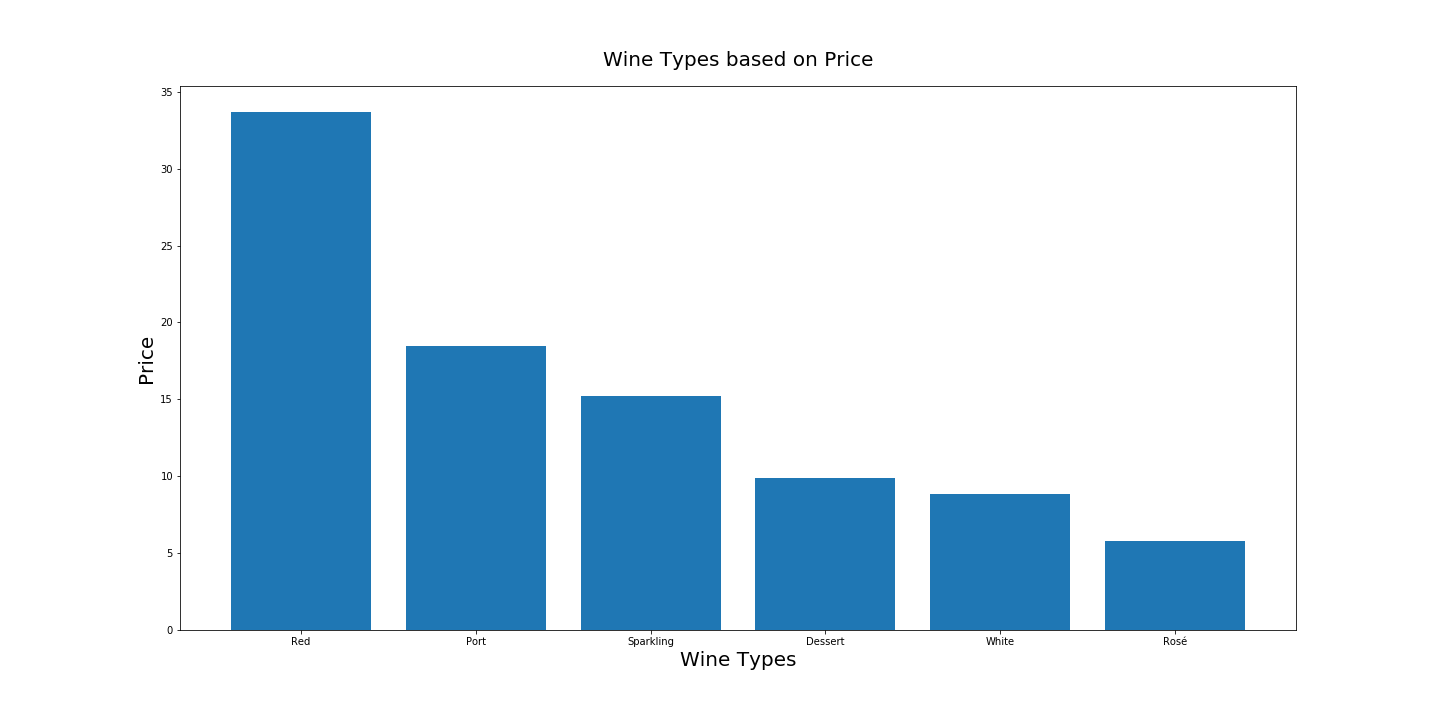 Wine Types based on Price
35
30
25
20
15
10
5
0
Price
Red Port Sparkling Dessert White Rosé
Wine Types